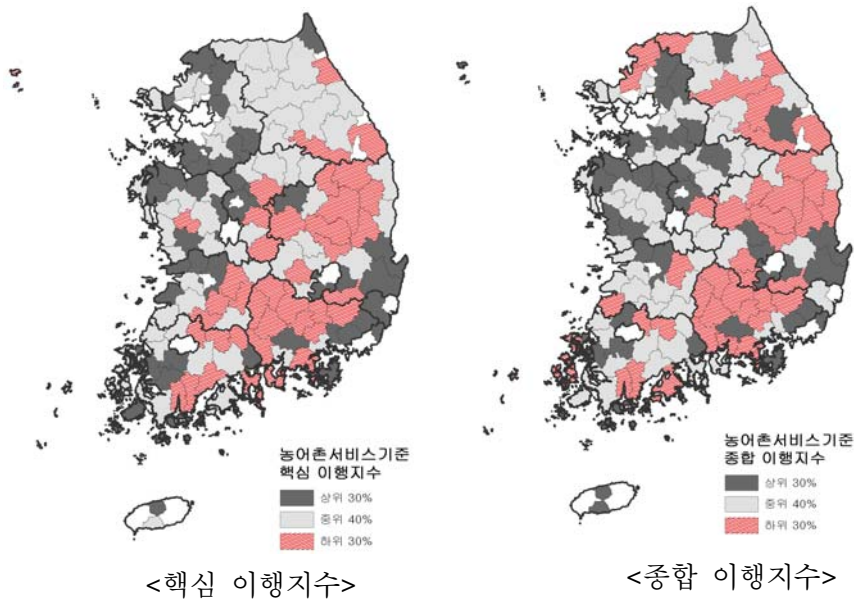 농어촌서비스기준
핵심 이행지수
상위 30%
중위 40%
하위 30%
<핵심 이행지수>
농어촌서비스기준
종합 이행지수
상위 30%
중위 40%
하위 30%
<종합 이행지수>